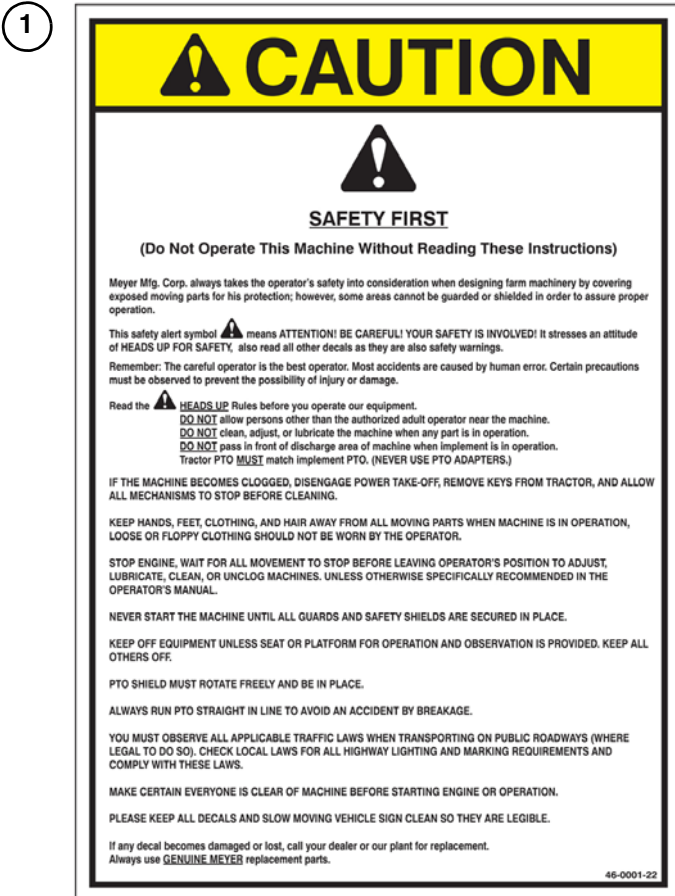 1
CAUTION
SAFETY FIRST
(Do Not Operate This Machine Without Reading These Instructions)
Meyer Mfg. Corp. always takes the operator's safety into consideration when designing farm machinery by covering
exposed moving parts for his protection; however, some areas cannot be guarded or shielded in order to assure proper
operation.
This safety alert symbol means ATTENTION! BE CAREFUL! YOUR SAFETY IS INVOLVED! It stresses an attitude
of HEADS UP FOR SAFETY, also read all other decals as they are also safety warnings.
Remember: The careful operator is the best operator. Most accidents are caused by human error. Certain precautions
must be observed to prevent the possibility of injury or damage.
Read the HEADS UP Rules before you operate our equipment.
DO NOT allow persons other than the authorized adult operator near the machine.
DO NOT clean, adjust, or lubricate the machine when any part is in operation.
DO NOT pass in front of discharge area of machine when implement is in operation.
Tractor PTO MUST match implement PTO. (NEVER USE PTO ADAPTERS.)
IF THE MACHINE BECOMES CLOGGED, DISENGAGE POWER TAKE-OFF, REMOVE KEYS FROM TRACTOR, AND ALLOW
ALL MECHANISMS TO STOP BEFORE CLEANING.
KEEP HANDS, FEET, CLOTHING, AND HAIR AWAY FROM ALL MOVING PARTS WHEN MACHINE IS IN OPERATION,
LOOSE OR FLOPPY CLOTHING SHOULD NOT BE WORN BY THE OPERATOR.
STOP ENGINE, WAIT FOR ALL MOVEMENT TO STOP BEFORE LEAVING OPERATOR'S POSITION TO ADJUST,
LUBRICATE, CLEAN, OR UNCLOG MACHINES. UNLESS OTHERWISE SPECIFICALLY RECOMMENDED IN THE
OPERATOR'S MANUAL.
NEVER START THE MACHINE UNTIL ALL GUARDS AND SAFETY SHIELDS ARE SECURED IN PLACE.
KEEP OFF EQUIPMENT UNLESS SEAT OR PLATFORM FOR OPERATION AND OBSERVATION IS PROVIDED. KEEP ALL
OTHERS OFF.
PTO SHIELD MUST ROTATE FREELY AND BE IN PLACE.
ALWAYS RUN PTO STRAIGHT IN LINE TO AVOID AN ACCIDENT BY BREAKAGE.
YOU MUST OBSERVE ALL APPLICABLE TRAFFIC LAWS WHEN TRANSPORTING ON PUBLIC ROADWAYS (WHERE
LEGAL TO DO SO). CHECK LOCAL LAWS FOR ALL HIGHWAY LIGHTING AND MARKING REQUIREMENTS AND
COMPLY WITH THESE LAWS.
MAKE CERTAIN EVERYONE IS CLEAR OF MACHINE BEFORE STARTING ENGINE OR OPERATION.
PLEASE KEEP ALL DECALS AND SLOW MOVING VEHICLE SIGN CLEAN SO THEY ARE LEGIBLE.
If any decal becomes damaged or lost, call your dealer or our plant for replacement.
Always use GENUINE MEYER replacement parts.
46-0001-22